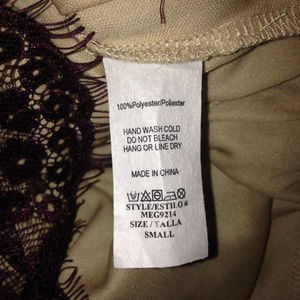 100%Polyester/Poliester
HAND WASH COLD
DO NOT BLEACH
HANG OR LINE DRY
MADE IN CHINA
STYLE/ESTILO#
MEG9214
SIZE/TALLA
SMALL